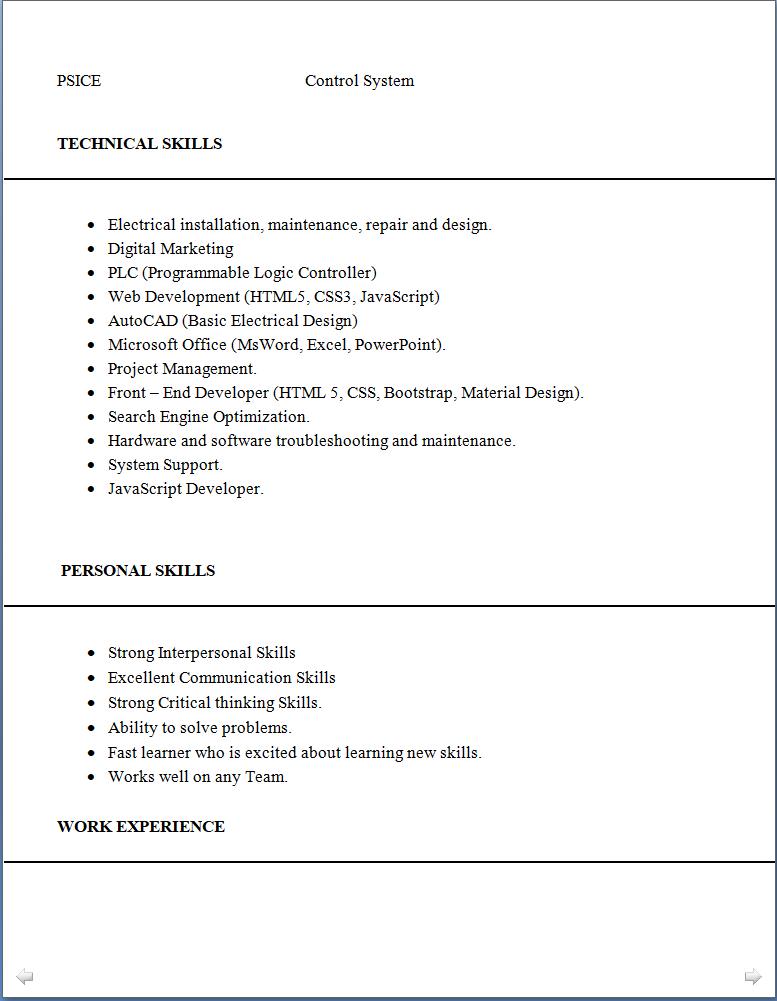 PSICE Control System
TECHNICAL SKILLS
• Electrical installation, maintenance, repair and design.
• Digital Marketing
• PLC (Programmable Logic Controller)
• Web Development (HTML5, CSS3, JavaScript)
• AutoCAD (Basic Electrical Design)
• Microsoft Office (MsWord, Excel, PowerPoint).
• Project Management.
• Front – End Developer (HTML 5, CSS, Bootstrap, Material Design).
• Search Engine Optimization.
• Hardware and software troubleshooting and maintenance.
• System Support.
• JavaScript Developer.
PERSONAL SKILLS
• Strong Interpersonal Skills
• Excellent Communication Skills
• Strong Critical thinking Skills.
• Ability to solve problems.
• Fast learner who is excited about learning new skills.
• Works well on any Team.
WORK EXPERIENCE